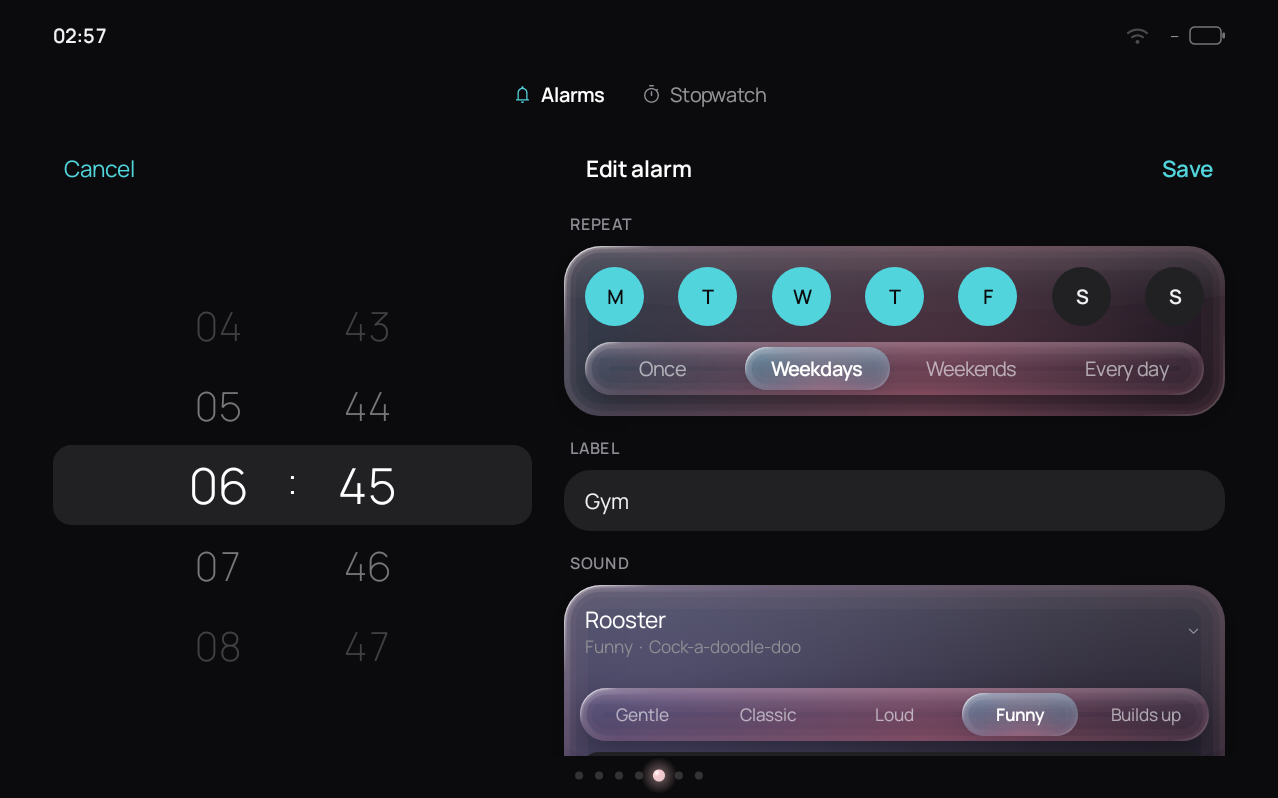 02:57
–
Alarms Stopwatch
Cancel Edit alarm Save
REPEAT
M T W T F S S
Once Weekdays Weekends Every day
LABEL
Gym
SOUND
Rooster
Funny · Cock-a-doodle-doo
Gentle Classic Loud Funny Builds up
04 43
05 44
06 : 45
07 46
08 47